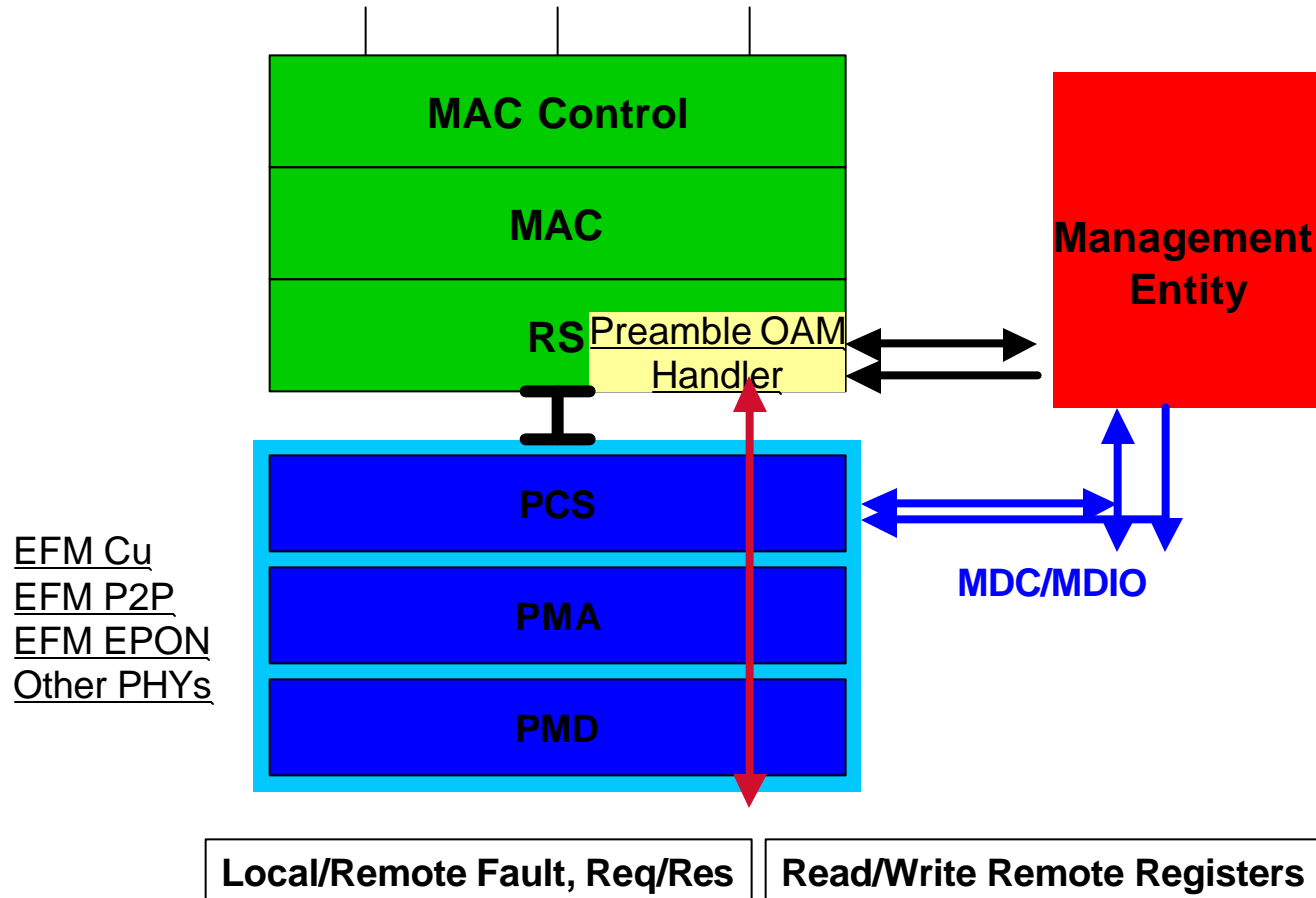 MAC Control
MAC
Management
Entity
RS
Preamble OAM
Handler
PCS
EFM Cu
EFM P2P
EFM EPON
Other PHYs
MDC/MDIO
PMA
PMD
Local/Remote Fault, Req/Res
Read/Write Remote Registers